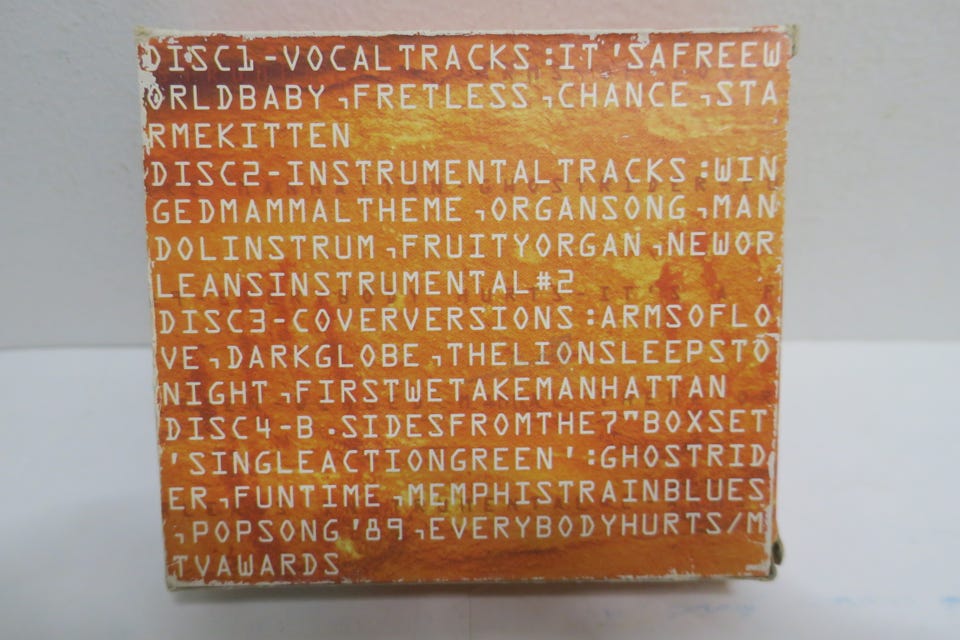 DISC1-VOCALTRACKS:IT'SAFREEW
ORLDBABY,FRETLESS,CHANCE,STA
RMEKITTEN
DISC2-INSTRUMENTALTRACKS:WIN
GEDMAMMALTHEME,ORGANSONG,MAN
DOLINSTRUM,FRUITYORGAN,NEWOR
LEANSINSTRUMENTAL#2
DISC3-COVERVERSIONS:ARMSOFLO
VE,DARKGLOBE,THELIONSLEEPSTO
NIGHT,FIRSTWETAKEMANHATTAN
DISC4-B.SIDESFROMTHE7"BOXSET
'SINGLEACTIONGREEN':GHOSTRID
ER,FUNTIME,MEMPHISTRAINBLUES
,POPSONG'89,EVERYBODYHURTS/M
TVAWARDS